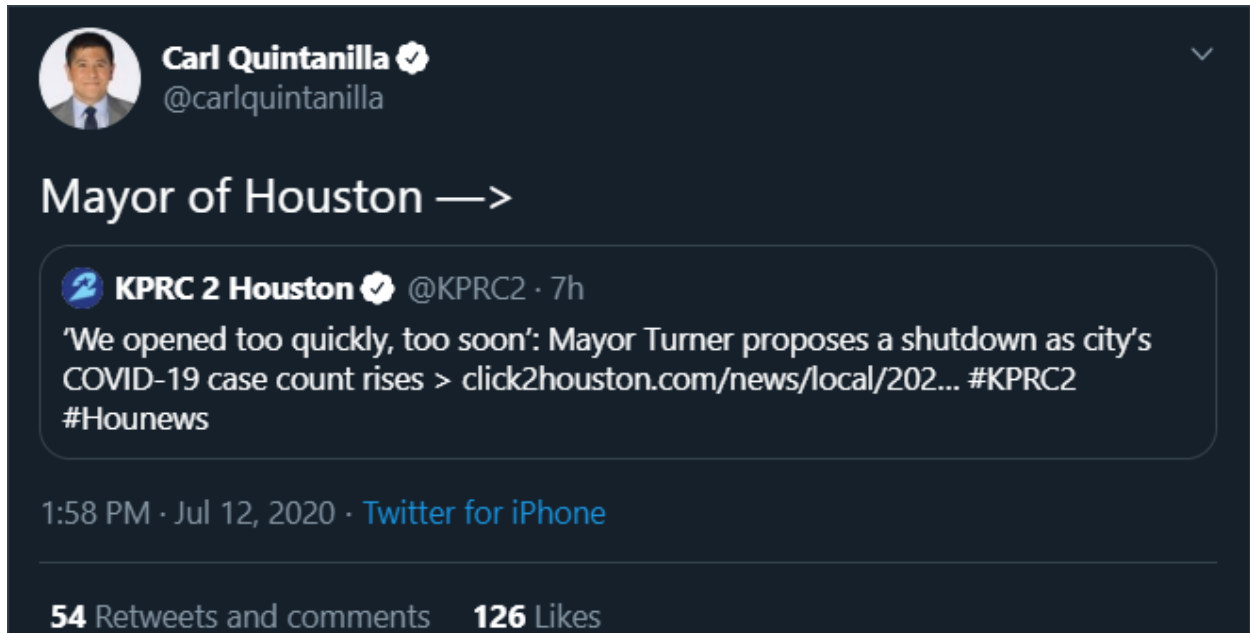 Carl Quintanilla
@carlquintanilla
Mayor of Houston —>
KPRC 2 Houston @KPRC2 · 7h
‘We opened too quickly, too soon’: Mayor Turner proposes a shutdown as city’s
COVID-19 case count rises > click2houston.com/news/local/202... #KPRC2
#Hounews
1:58 PM · Jul 12, 2020 · Twitter for iPhone
54 Retweets and comments 126 Likes